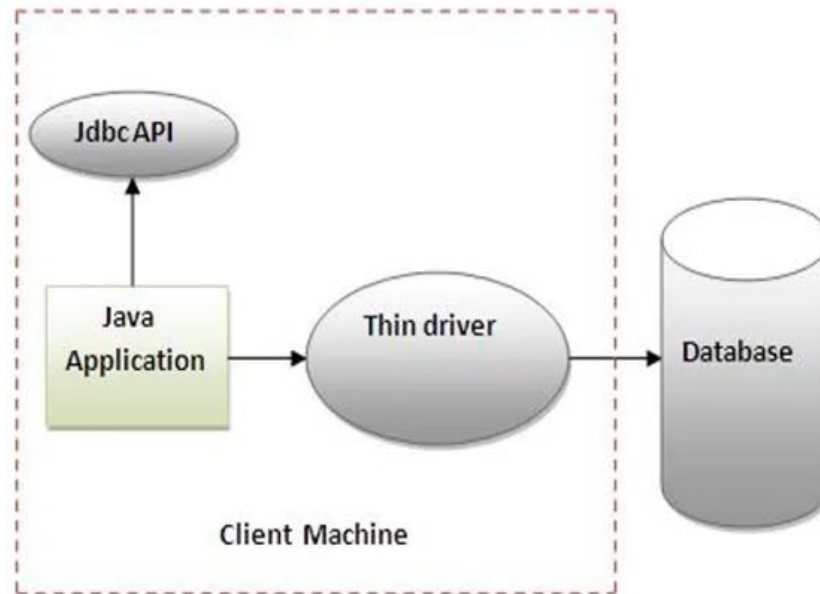 Jdbc API
Java
Application
Thin driver
Database
Client Machine